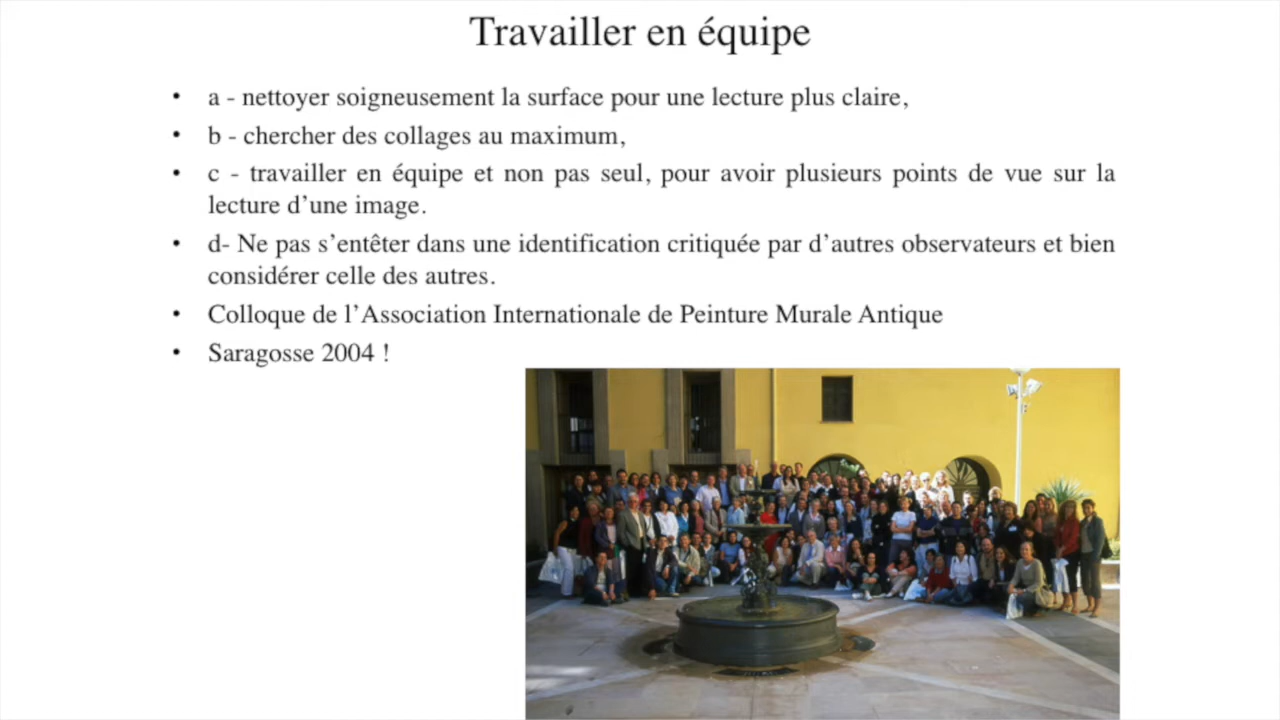 Travailler en équipe
• a - nettoyer soigneusement la surface pour une lecture plus claire,
• b - chercher des collages au maximum,
• c - travailler en équipe et non pas seul, pour avoir plusieurs points de vue sur la
lecture d’une image.
• d- Ne pas s’entêter dans une identification critiquée par d’autres observateurs et bien
considérer celle des autres.
• Colloque de l’Association Internationale de Peinture Murale Antique
• Saragosse 2004 !